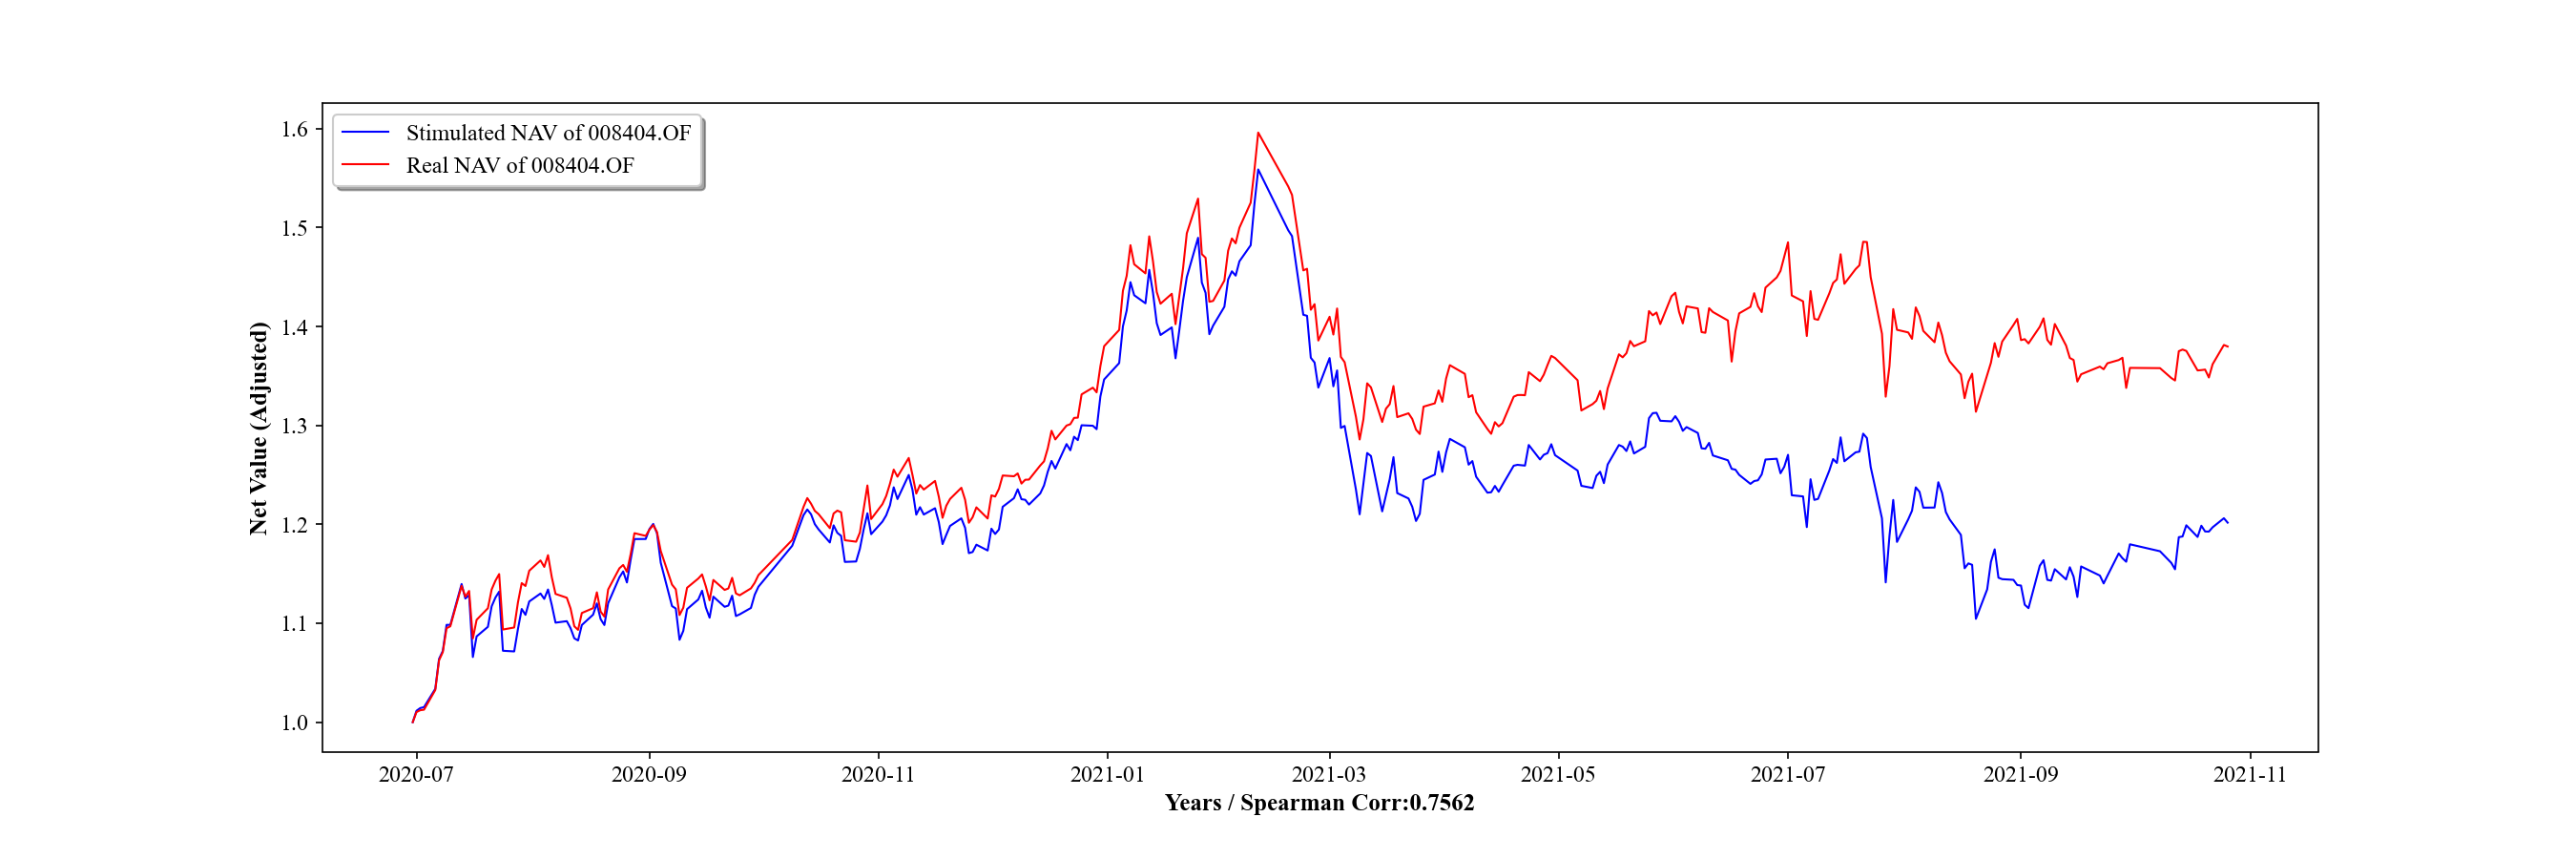 Stimulated NAV of 008404.OF
Real NAV of 008404.OF
Net Value (Adjusted)
1.6
1.5
1.4
1.3
1.2
1.1
1.0
2020-07 2020-09 2020-11 2021-01 2021-03 2021-05 2021-07 2021-09 2021-11
Years / Spearman Corr:0.7562